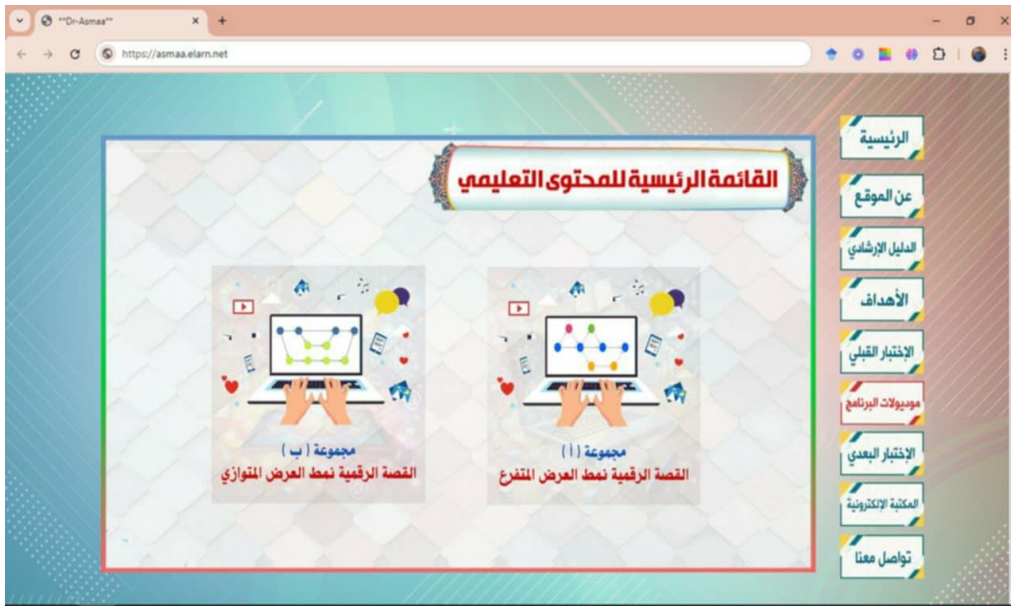 **Dr-Asmaa**
https://asmaa.elarn.net
القائمة الرئيسية للمحتوى التعليمي
مجموعة ( أ )
القصة الرقمية نمط العرض المتفرع
مجموعة ( ب )
القصة الرقمية نمط العرض المتوازي
الرئيسية
عن الموقع
الدليل الإرشادي
الأهداف
الإختبار القبلي
موديولات البرنامج
الإختبار البعدي
المكتبة الإلكترونية
تواصل معنا